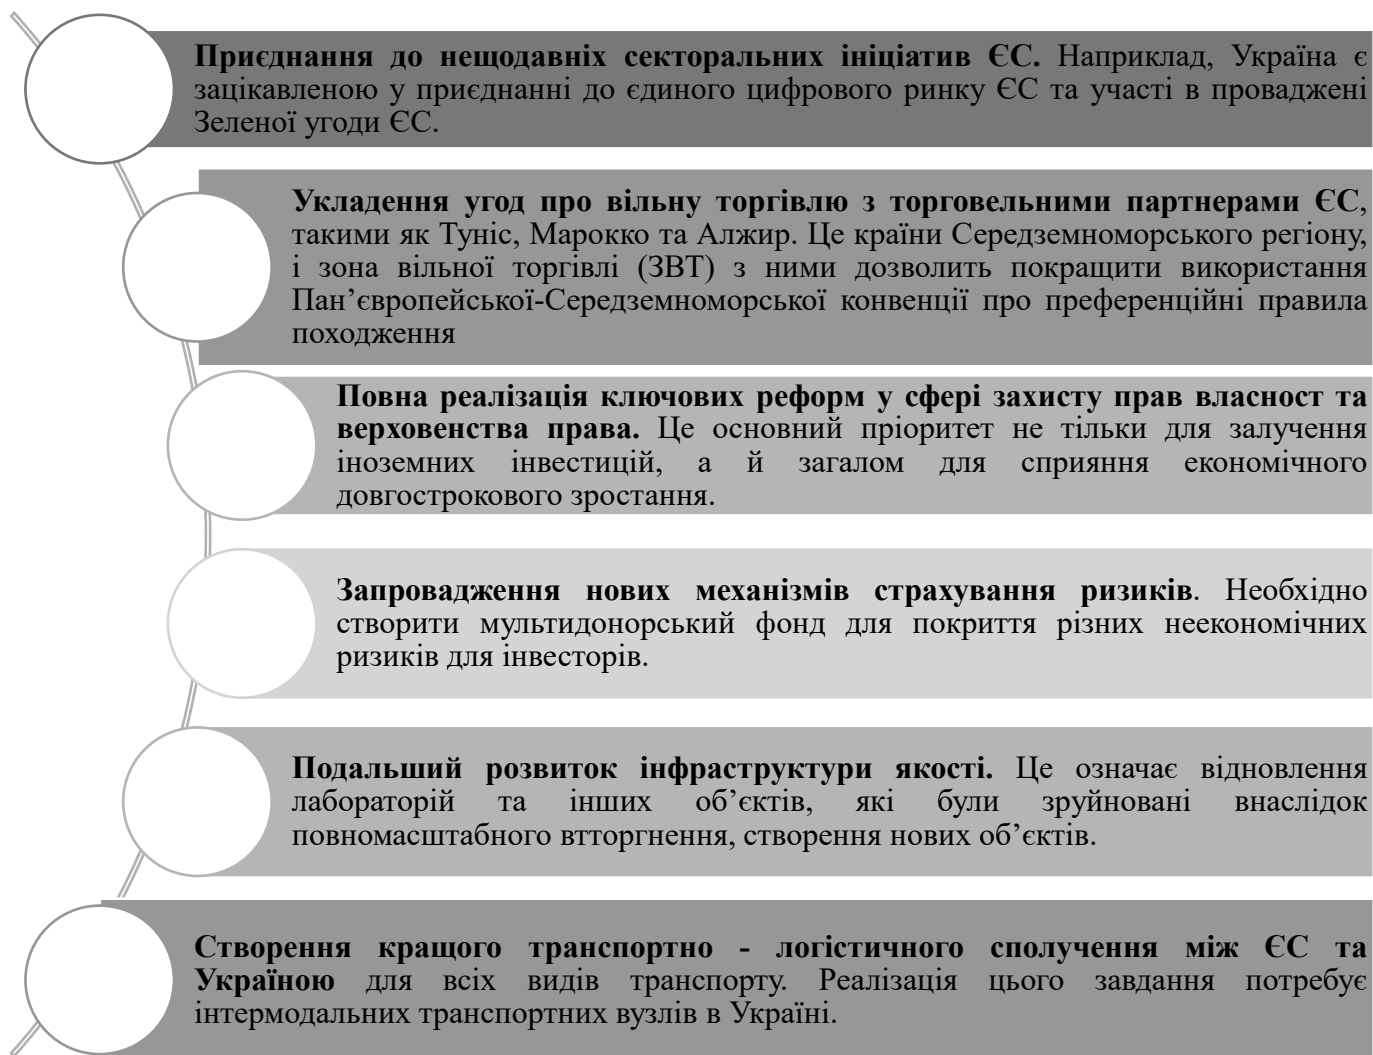 Приєднання до нещодавніх секторальних ініціатив ЄС. Наприклад, Україна є
зацікавленою у приєднанні до єдиного цифрового ринку ЄС та участі в проваджені
Зеленої угоди ЄС.
Укладення угод про вільну торгівлю з торговельними партнерами ЄС,
такими як Туніс, Марокко та Алжир. Це країни Середземноморського регіону,
і зона вільної торгівлі (ЗВТ) з ними дозволить покращити використання
Пан’європейської-Середземноморської конвенції про преференційні правила
походження
Повна реалізація ключових реформ у сфері захисту прав власност та
верховенства права. Це основний пріоритет не тільки для залучення
іноземних інвестицій, а й загалом для сприяння економічного
довгострокового зростання.
Запровадження нових механізмів страхування ризиків. Необхідно
створити мультидонорський фонд для покриття різних неекономічних
ризиків для інвесторів.
Подальший розвиток інфраструктури якості. Це означає відновлення
лабораторій та інших об’єктів, які були зруйновані внаслідок
повномасштабного втторгнення, створення нових об’єктів.
Створення кращого транспортно - логістичного сполучення між ЄС та
Україною для всіх видів транспорту. Реалізація цього завдання потребує
інтермодальних транспортних вузлів в Україні.